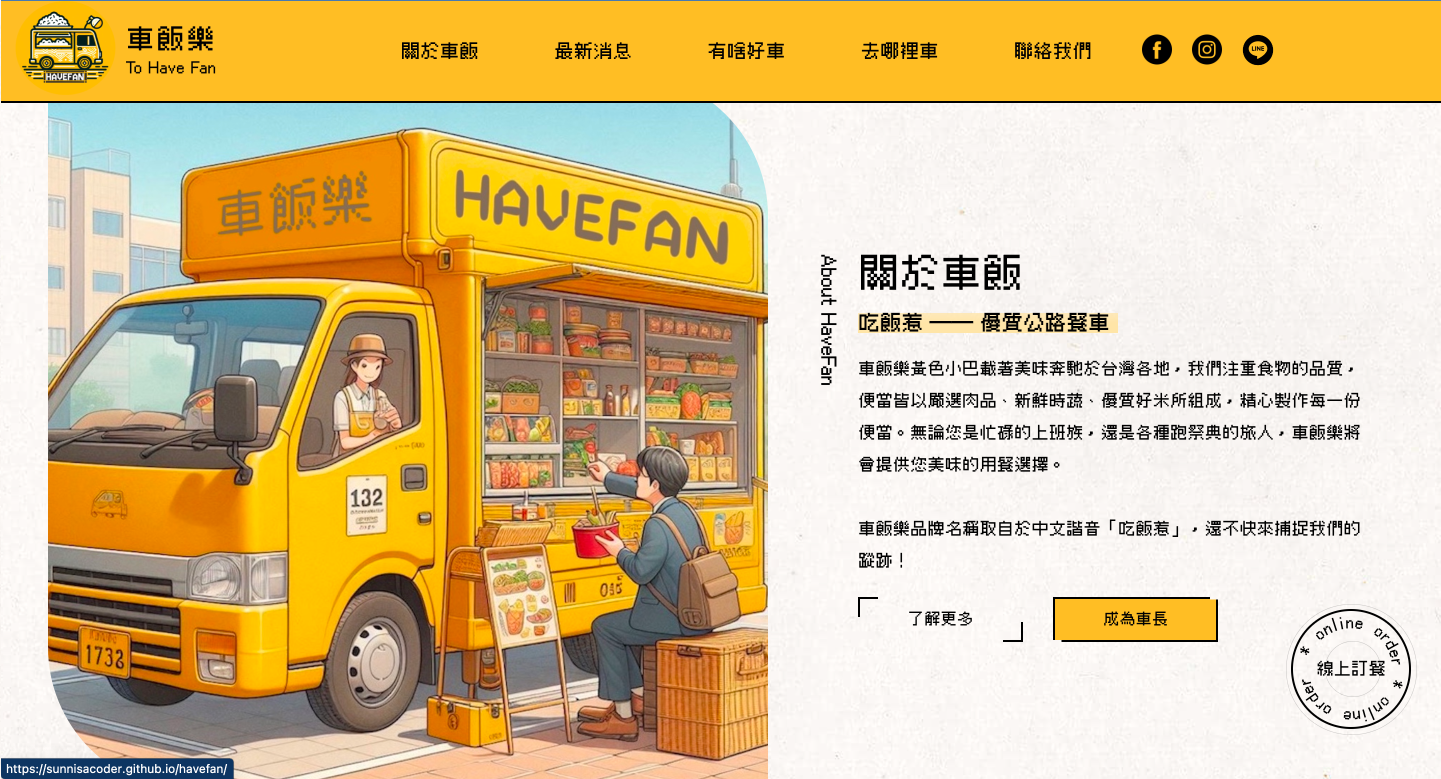 HAVEFAN
車飯樂
To Have Fan
關於車飯
最新消息
有啥好車
去哪裡車
聯絡我們
LINE
車飯樂
HAVEFAN
132
045
1732
About HaveFan
關於車飯
吃飯惹 —— 優質公路餐車
車飯樂黃色小巴載著美味奔馳於台灣各地，我們注重食物的品質，
便當皆以嚴選肉品、新鮮時蔬、優質好米所組成，精心製作每一份
便當。無論您是忙碌的上班族，還是各種跑祭典的旅人，車飯樂將
會提供您美味的用餐選擇。
車飯樂品牌名稱取自於中文諧音「吃飯惹」，還不快來捕捉我們的
蹤跡！
了解更多
成為車長
* online order * online order
線上訂餐
https://sunnisacoder.github.io/havefan/